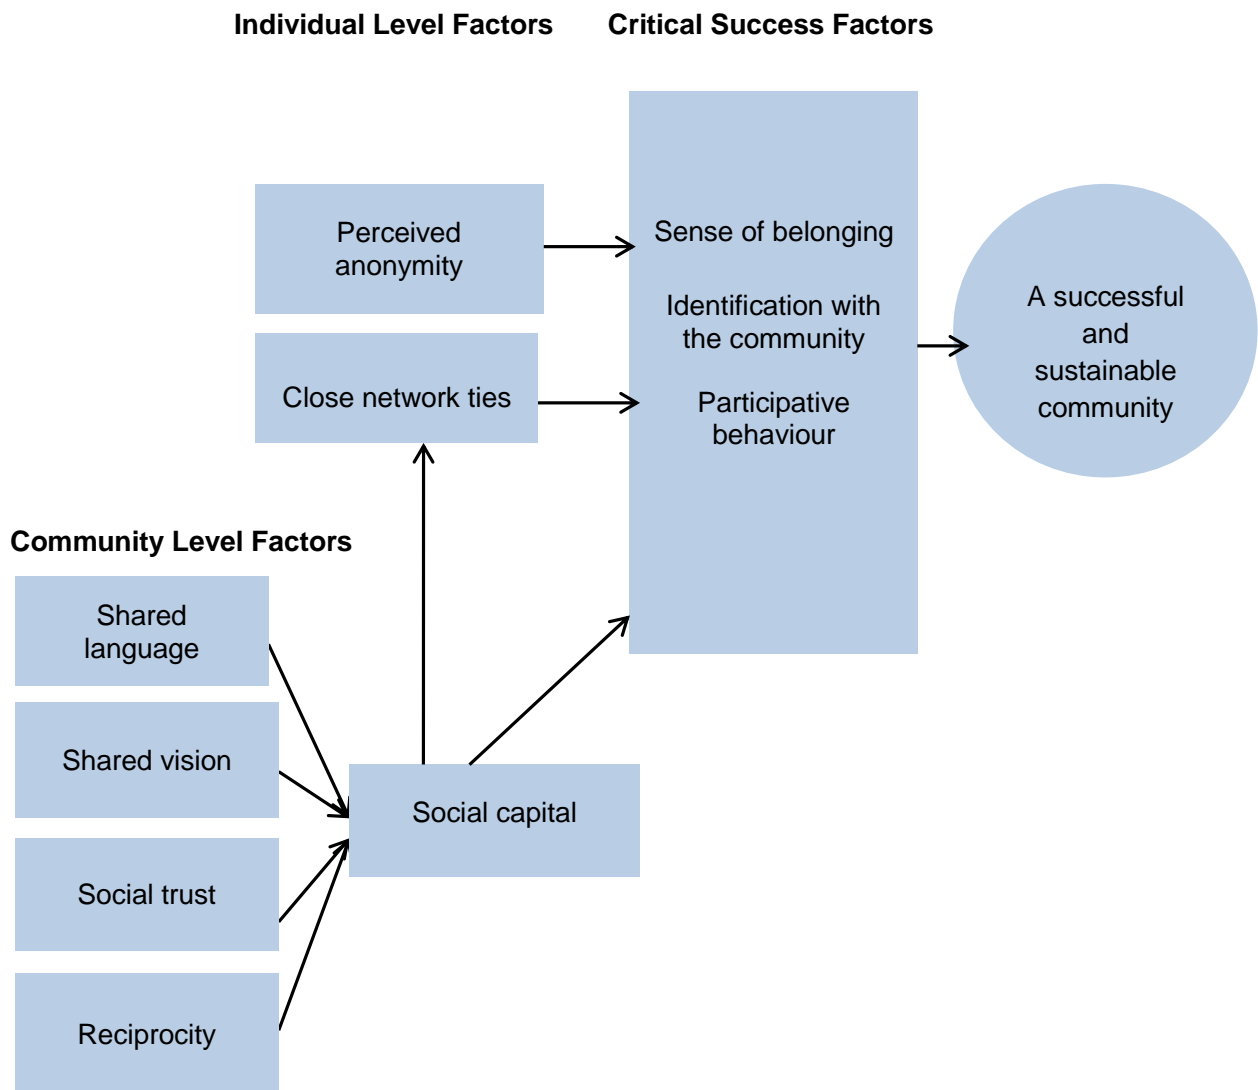 Individual Level Factors
Critical Success Factors
Perceived
anonymity
Close network ties
Sense of belonging
Identification with
the community
Participative
behaviour
A successful
and
sustainable
community
Community Level Factors
Shared
language
Shared vision
Social trust
Reciprocity
Social capital